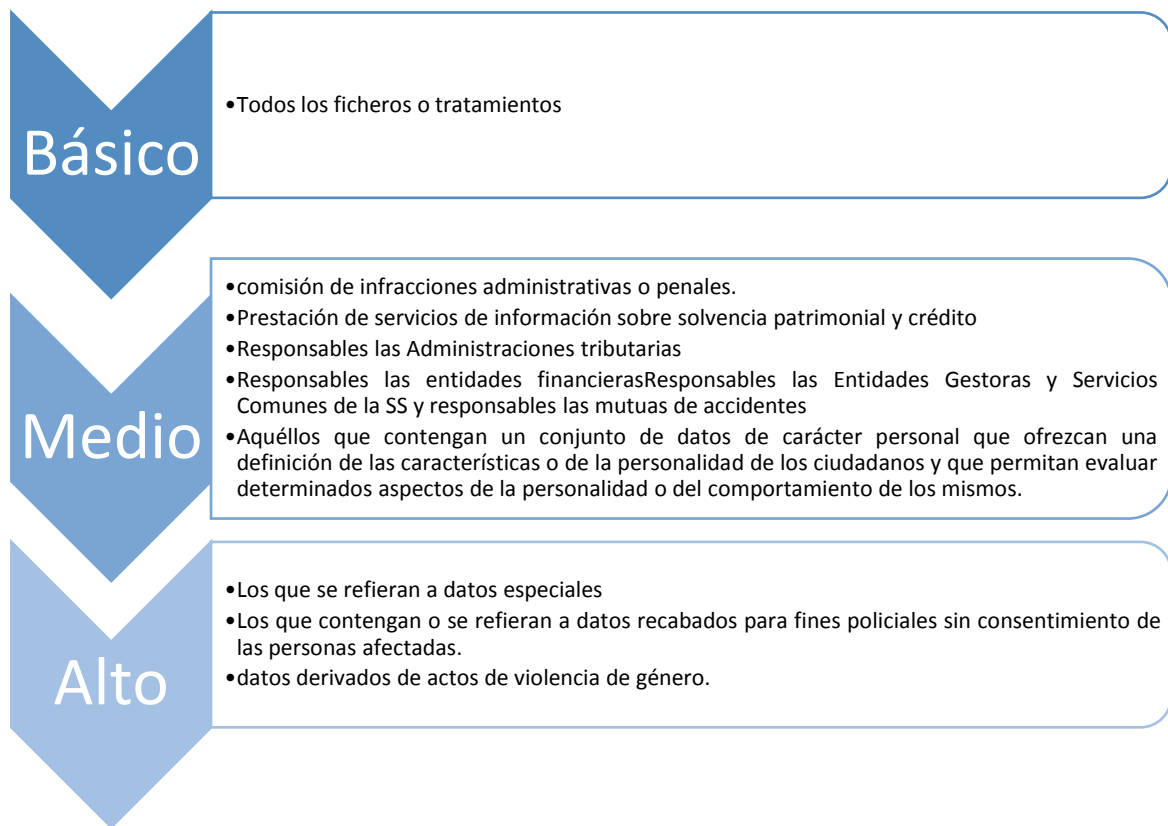 Básico
•Todos los ficheros o tratamientos
Medio
•comisión de infracciones administrativas o penales.
•Prestación de servicios de información sobre solvencia patrimonial y crédito
•Responsables las Administraciones tributarias
•Responsables las entidades financierasResponsables las Entidades Gestoras y Servicios
Comunes de la SS y responsables las mutuas de accidentes
•Aquéllos que contengan un conjunto de datos de carácter personal que ofrezcan una
definición de las características o de la personalidad de los ciudadanos y que permitan evaluar
determinados aspectos de la personalidad o del comportamiento de los mismos.
Alto
•Los que se refieran a datos especiales
•Los que contengan o se refieran a datos recabados para fines policiales sin consentimiento de
las personas afectadas.
•datos derivados de actos de violencia de género.